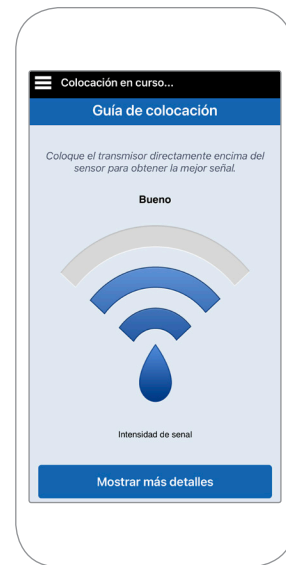 Colocación en curso...
Guía de colocación
Coloque el transmisor directamente encima del
sensor para obtener la mejor señal.
Bueno
Intensidad de senal
Mostrar más detalles